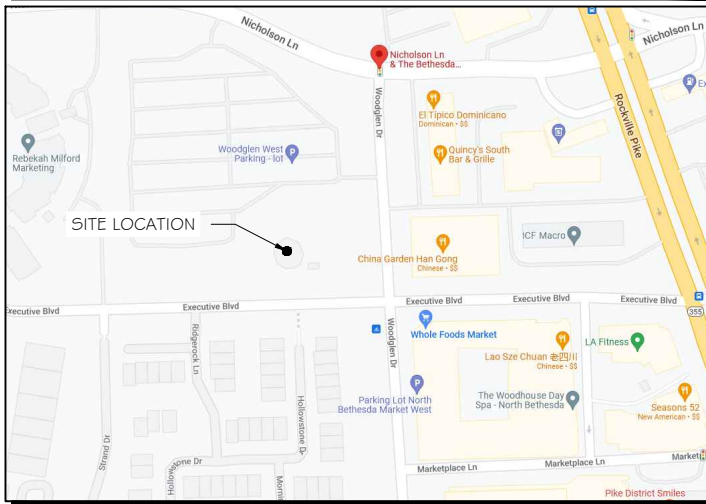 Nicholson Ln
Nicholson Ln
Nicholson Ln
& The Bethesda...
Woodglen Dr
El Típico Dominicano
Dominican • $$
Rockville Pike
Woodglen West
Parking - lot
P
Quincy's South
Bar & Grille
Rebekah Milford
Marketing
SITE LOCATION
ICF Macro
China Garden Han Gong
Chinese • $$
Executive Blvd
Executive Blvd
Executive Blvd
Executive Blvd
Executive Blvd
355
Whole Foods Market
Ridgerock Ln
Woodglen Dr
LA Fitness
Lao Sze Chuan 老四川
Chinese • $$
P
Parking Lot North
Bethesda Market West
The Woodhouse Day
Spa - North Bethesda
Seasons 52
New American • $$
Hollowstone Dr
Strand Dr
Hollowstone Dr
Marketplace Ln
Marketplace Ln
Pike District Smiles